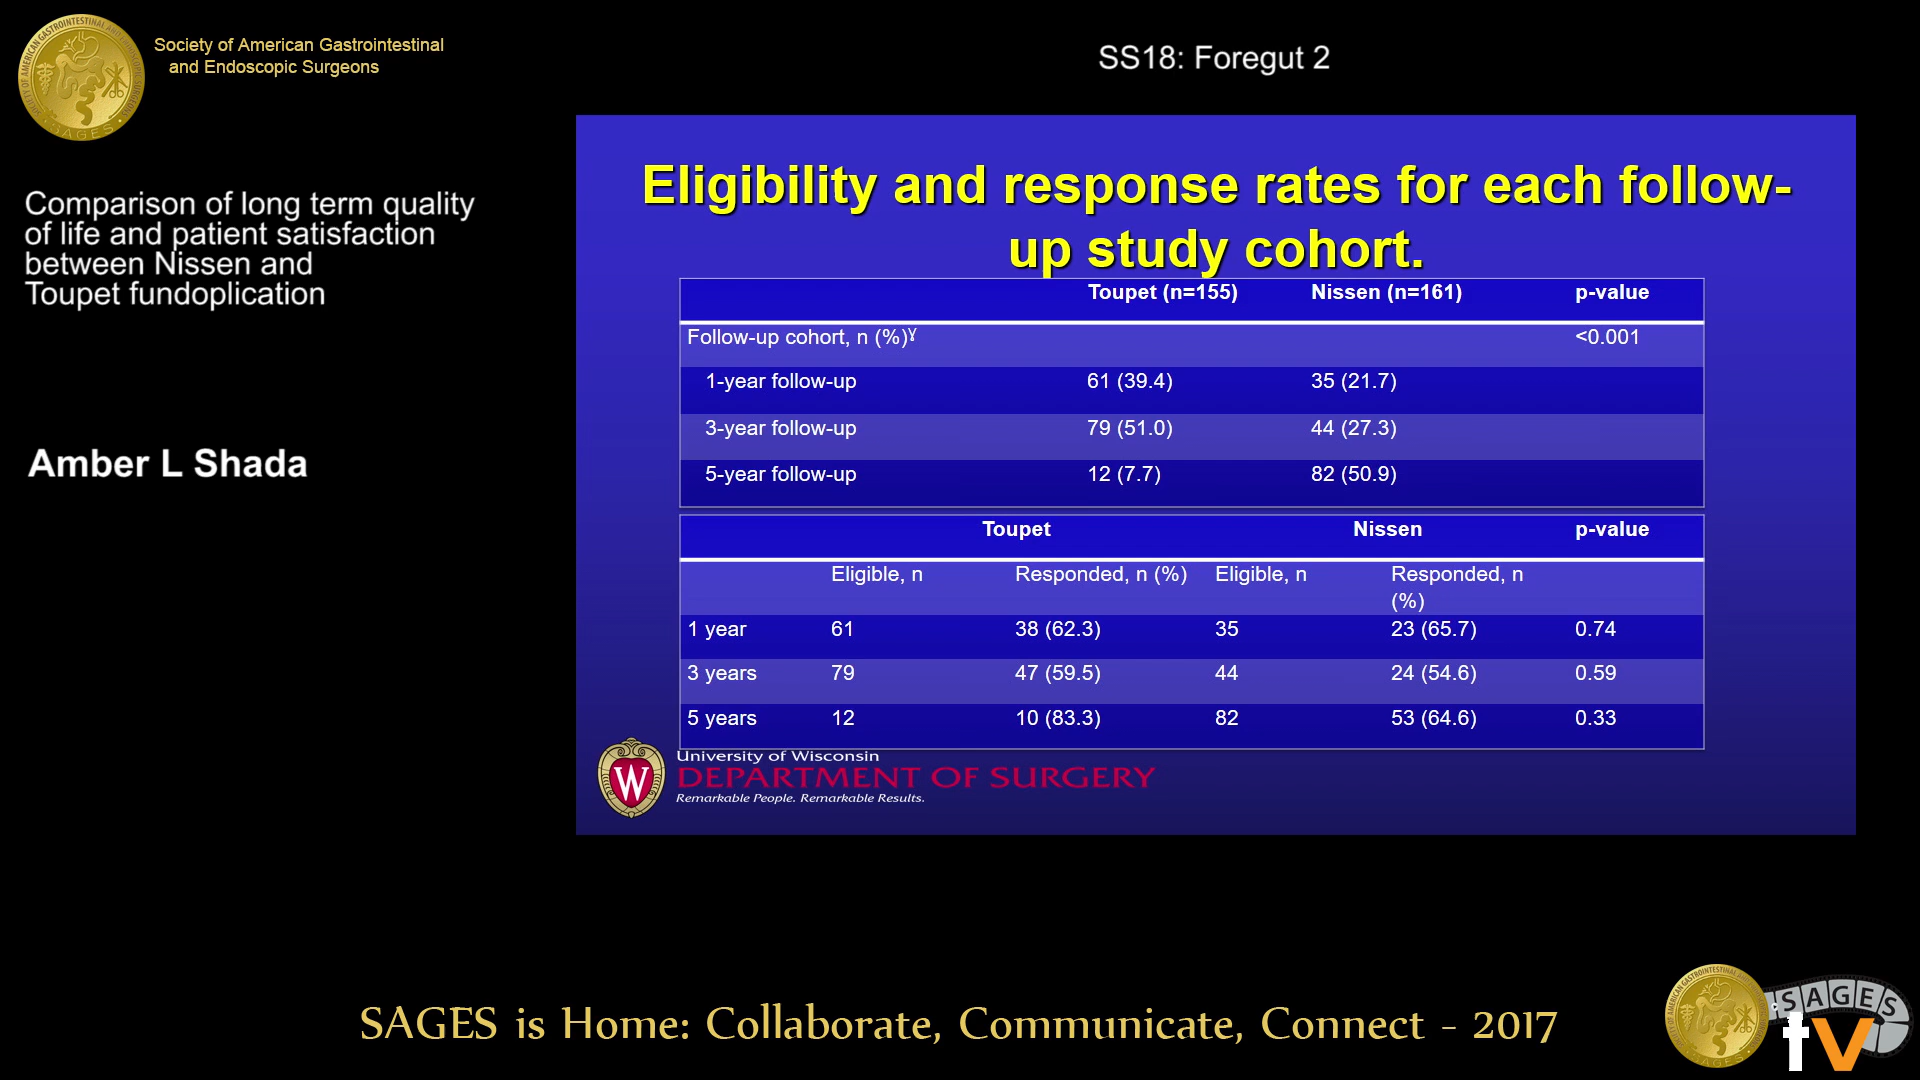 Society of American Gastrointestinal
and Endoscopic Surgeons
SS18: Foregut 2
Comparison of long term quality
of life and patient satisfaction
between Nissen and
Toupet fundoplication
Amber L Shada
Eligibility and response rates for each follow-
up study cohort.
Toupet (n=155) Nissen (n=161) p-value
Follow-up cohort, n (%)ɣ <0.001
1-year follow-up 61 (39.4) 35 (21.7)
3-year follow-up 79 (51.0) 44 (27.3)
5-year follow-up 12 (7.7) 82 (50.9)
Toupet Nissen p-value
Eligible, n Responded, n (%) Eligible, n Responded, n
(%)
1 year 61 38 (62.3) 35 23 (65.7) 0.74
3 years 79 47 (59.5) 44 24 (54.6) 0.59
5 years 12 10 (83.3) 82 53 (64.6) 0.33
W
University of Wisconsin
DEPARTMENT OF SURGERY
Remarkable People. Remarkable Results.
SAGES is Home: Collaborate, Communicate, Connect - 2017
SAGES
tv